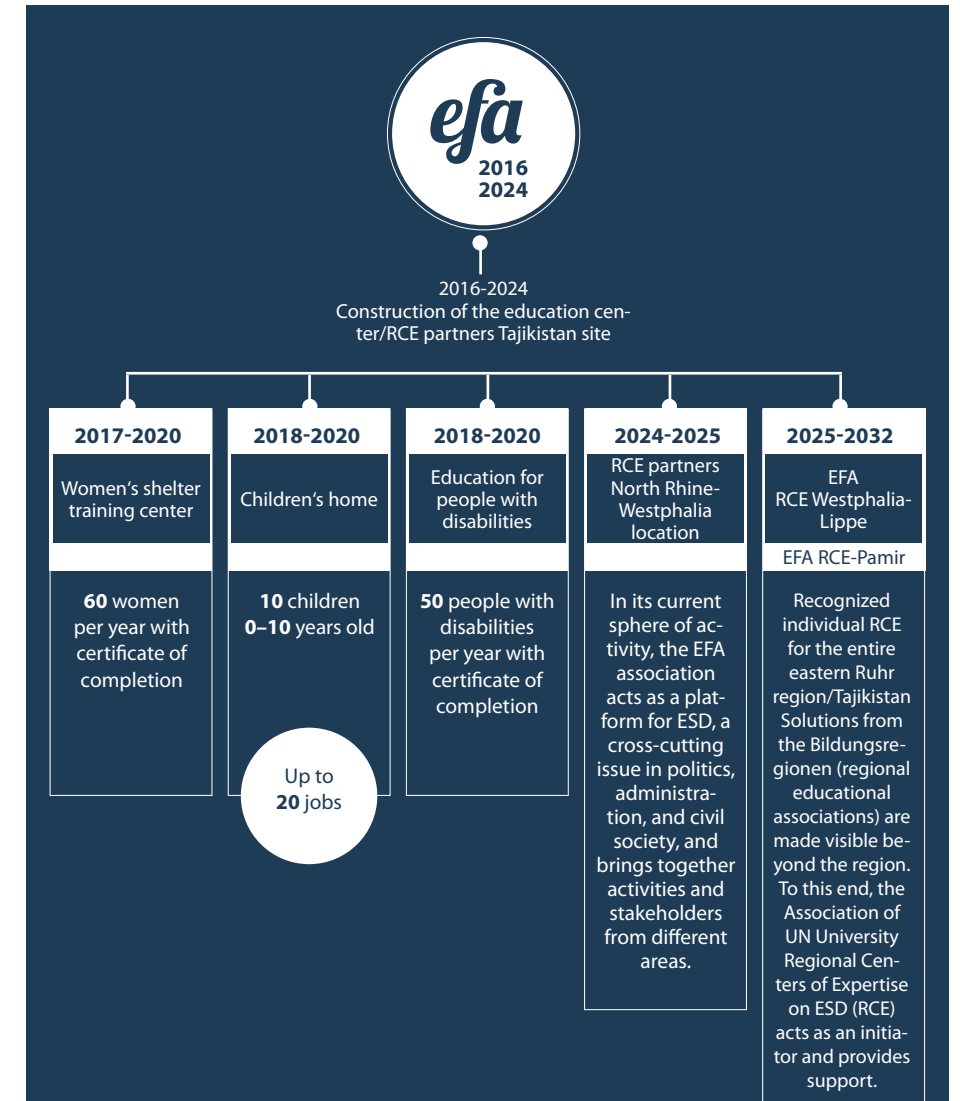 efa
2016
2024
2016-2024
Construction of the education cen-
ter/RCE partners Tajikistan site
2017-2020
Women‘s shelter
training center
60 women
per year with
certificate of
completion
2018-2020
Children‘s home
10 children
0–10 years old
Up to
20 jobs
2018-2020
Education for
people with
disabilities
50 people with
disabilities
per year with
certificate of
completion
2024-2025
RCE partners
North Rhine-
Westphalia
location
In its current
sphere of ac-
tivity, the EFA
association
acts as a plat-
form for ESD, a
cross-cutting
issue in politics,
administra-
tion, and civil
society, and
brings together
activities and
stakeholders
from different
areas.
2025-2032
EFA
RCE Westphalia-
Lippe
EFA RCE-Pamir
Recognized
individual RCE
for the entire
eastern Ruhr
region/Tajikistan
Solutions from
the Bildungsre-
gionen (regional
educational
associations) are
made visible be-
yond the region.
To this end, the
Association of
UN University
Regional Cen-
ters of Expertise
on ESD (RCE)
acts as an initia-
tor and provides
support.